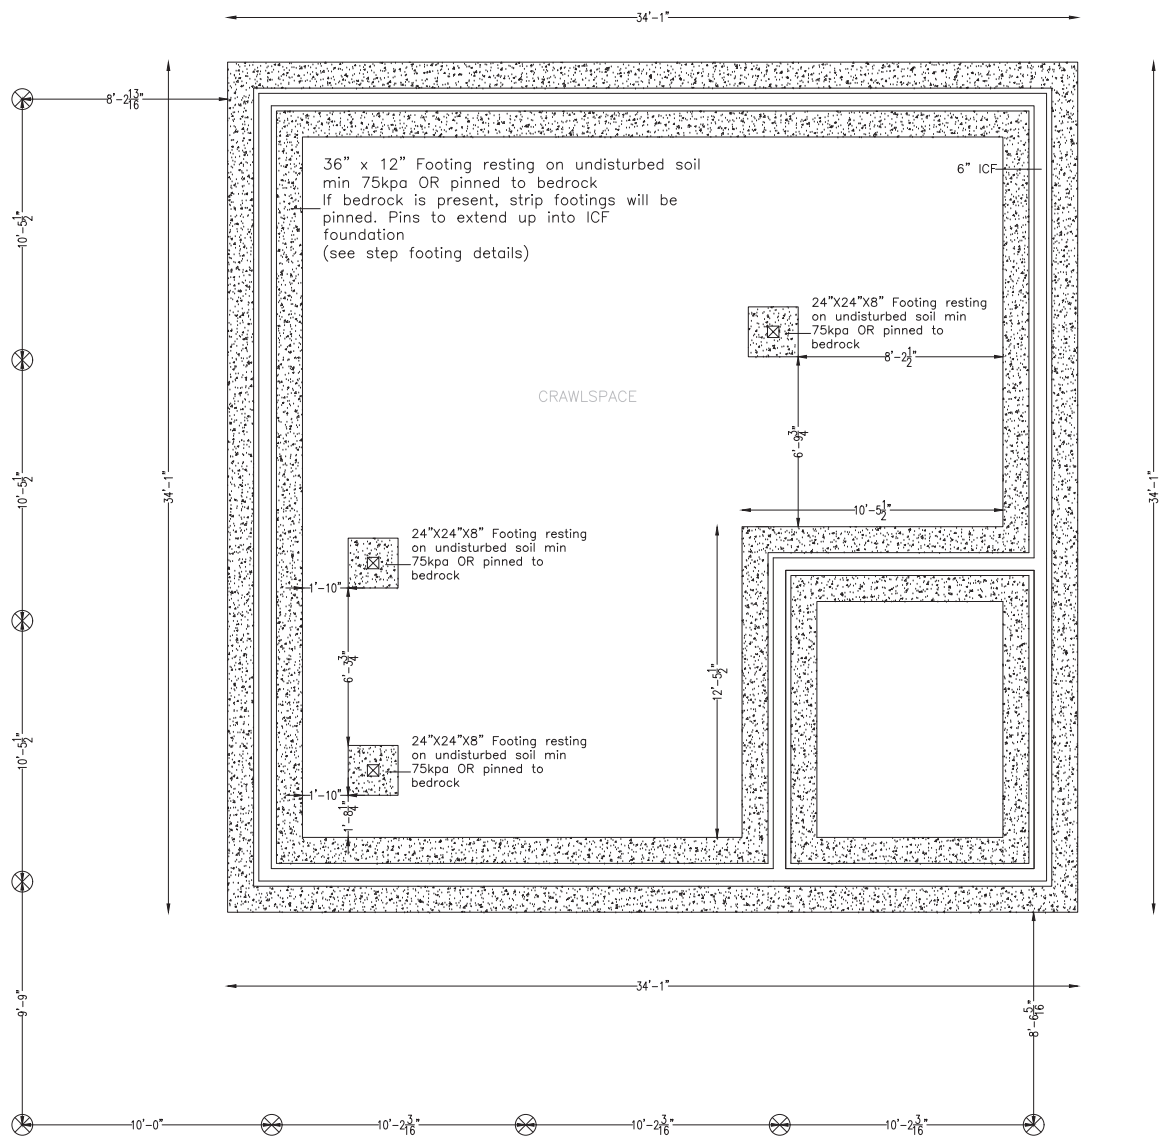 34'-1"
8'-2 13/16"
36" x 12" Footing resting on undisturbed soil
min 75kpa OR pinned to bedrock
If bedrock is present, strip footings will be
pinned. Pins to extend up into ICF
foundation
(see step footing details)
6" ICF
10'-5 1/2"
24"X24"X8" Footing resting
on undisturbed soil min
75kpa OR pinned to
bedrock
8'-2 1/2"
CRAWLSPACE
6'-9 3/4"
34'-1"
34'-1"
10'-5 1/2"
10'-5 1/2"
24"X24"X8" Footing resting
on undisturbed soil min
75kpa OR pinned to
bedrock
1'-10"
6'-3 3/4"
12'-5 1/2"
10'-5 1/2"
24"X24"X8" Footing resting
on undisturbed soil min
75kpa OR pinned to
bedrock
1'-10"
1'-8 1/4"
34'-1"
9'-9"
8'-6 5/16"
10'-0"
10'-2 3/16"
10'-2 3/16"
10'-2 3/16"